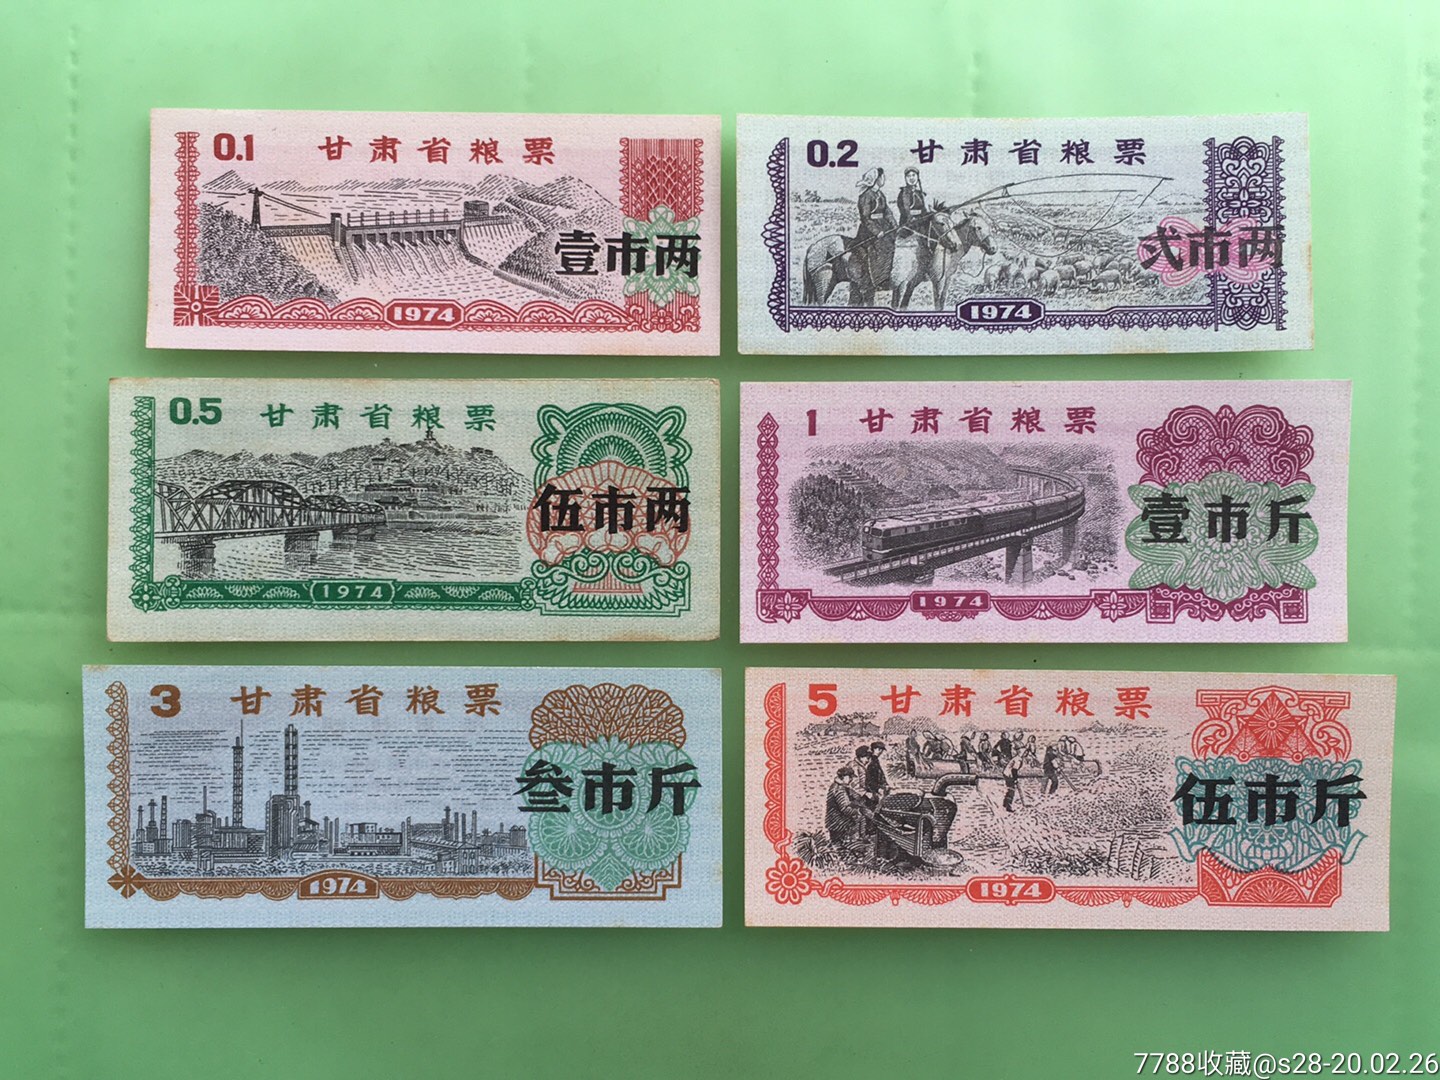 0.1 甘肃省粮票
壹市两
1974
0.2 甘肃省粮票
弍市两
1974
0.5 甘肃省粮票
伍市两
1974
1 甘肃省粮票
壹市斤
1974
3 甘肃省粮票
叁市斤
1974
5 甘肃省粮票
伍市斤
1974
7788收藏@s28-20.02.26